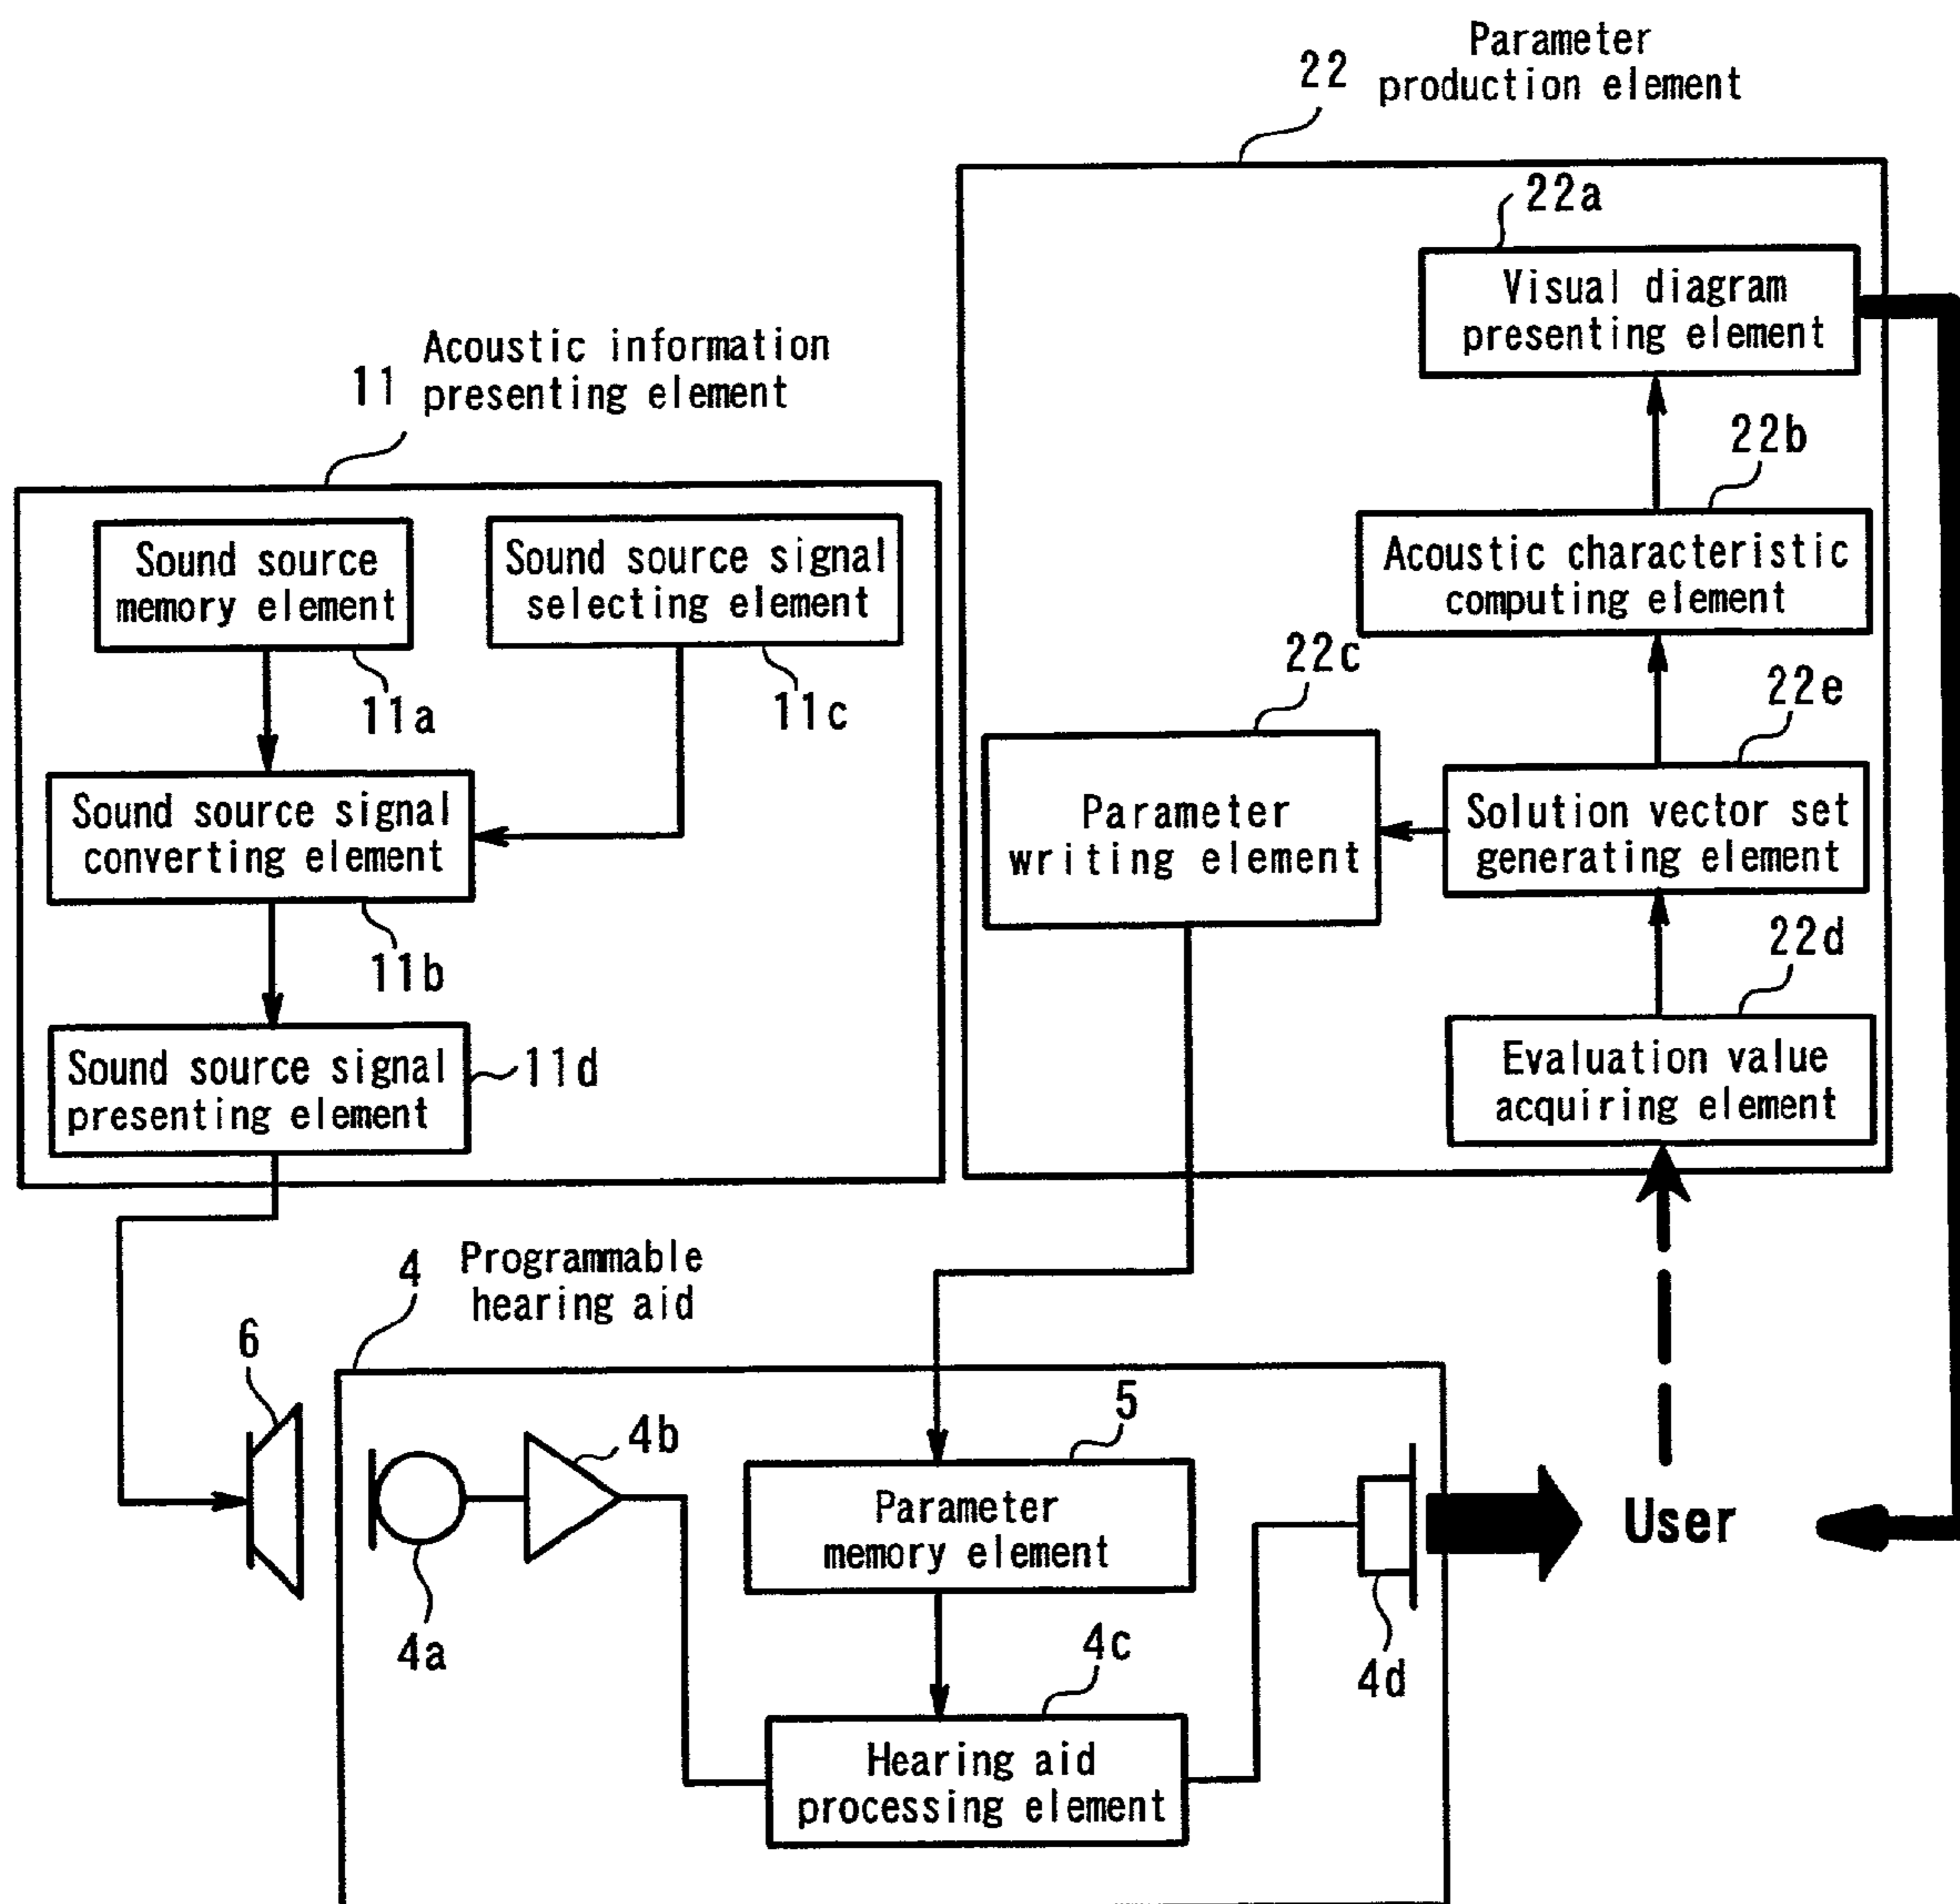 22
Parameter
production element
22a
Visual diagram
presenting element
11
Acoustic information
presenting element
22b
Acoustic characteristic
computing element
Sound source
memory element
11a
Sound source signal
selecting element
11c
22c
Parameter
writing element
22e
Solution vector set
generating element
Sound source signal
converting element
11b
22d
Evaluation value
acquiring element
Sound source signal
presenting element
11d
4
Programmable
hearing aid
6
4a
4b
5
Parameter
memory element
4c
Hearing aid
processing element
4d
User